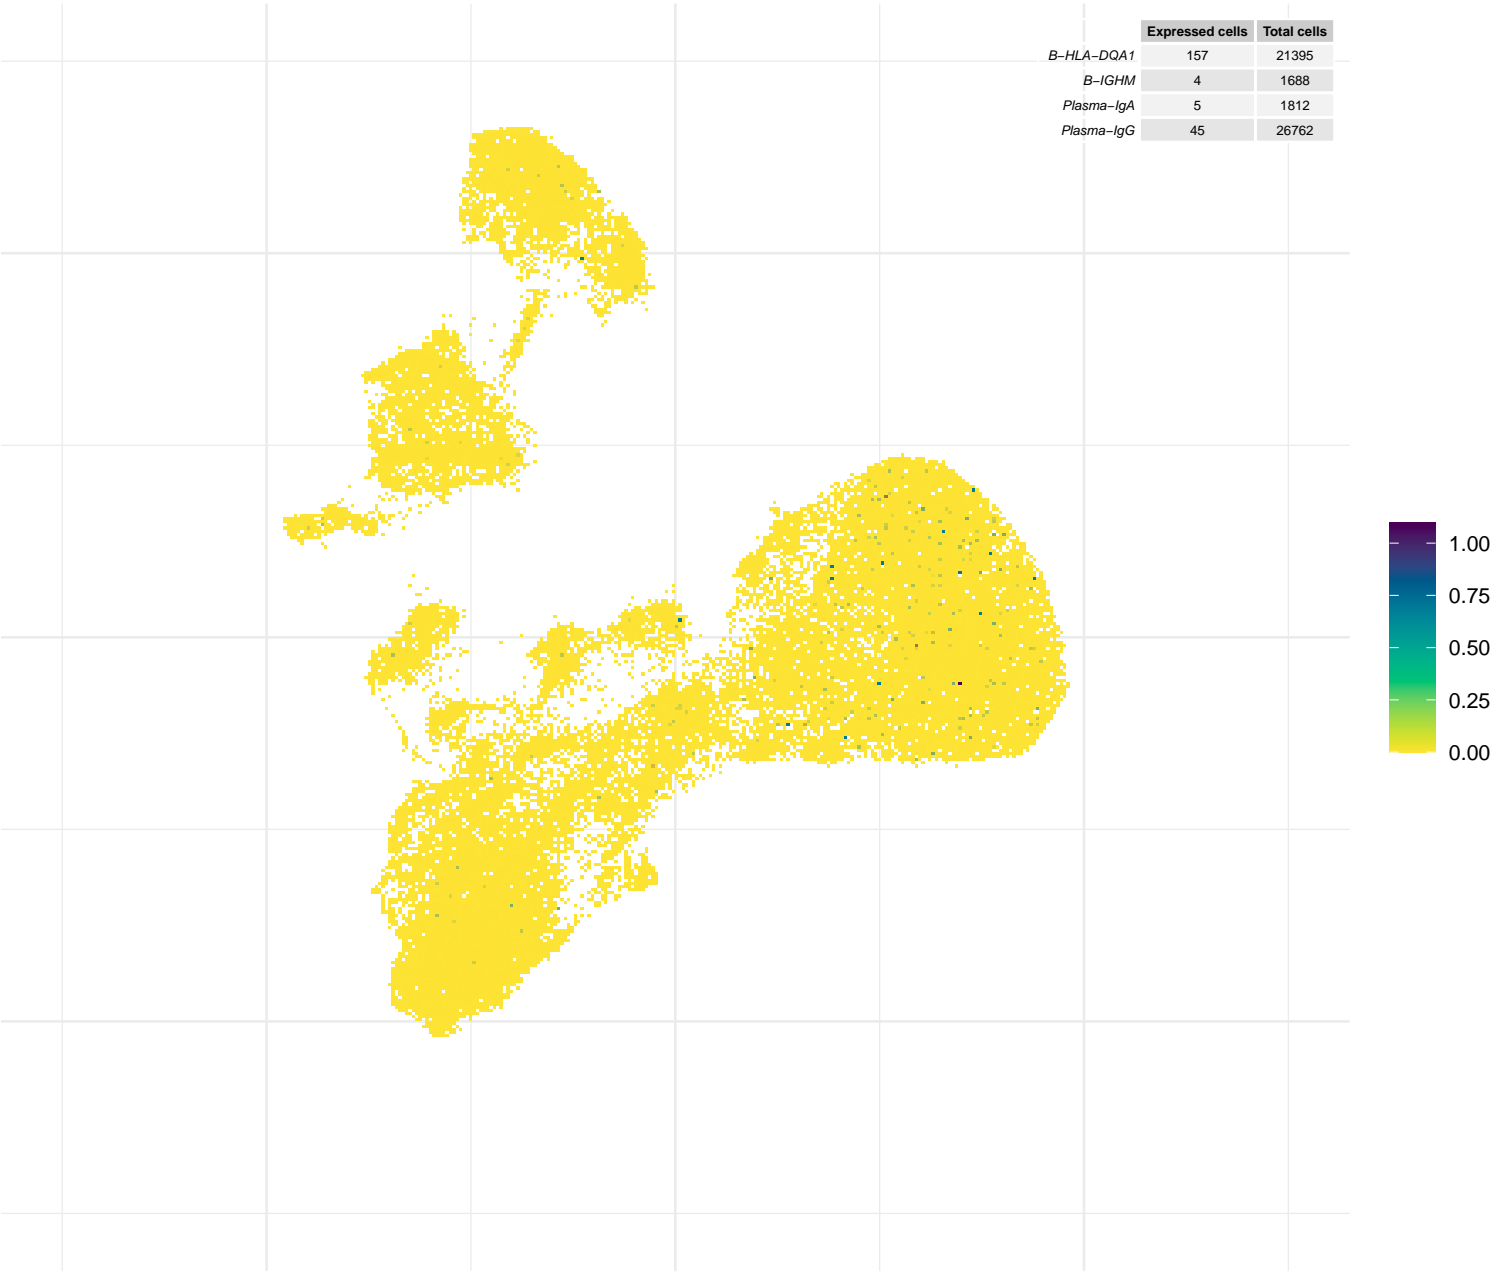 Expressed cells Total cells
B−HLA−DQA1 157 21395
B−IGHM 4 1688
Plasma−IgA 5 1812
Plasma−IgG 45 26762
1.00
0.75
0.50
0.25
0.00